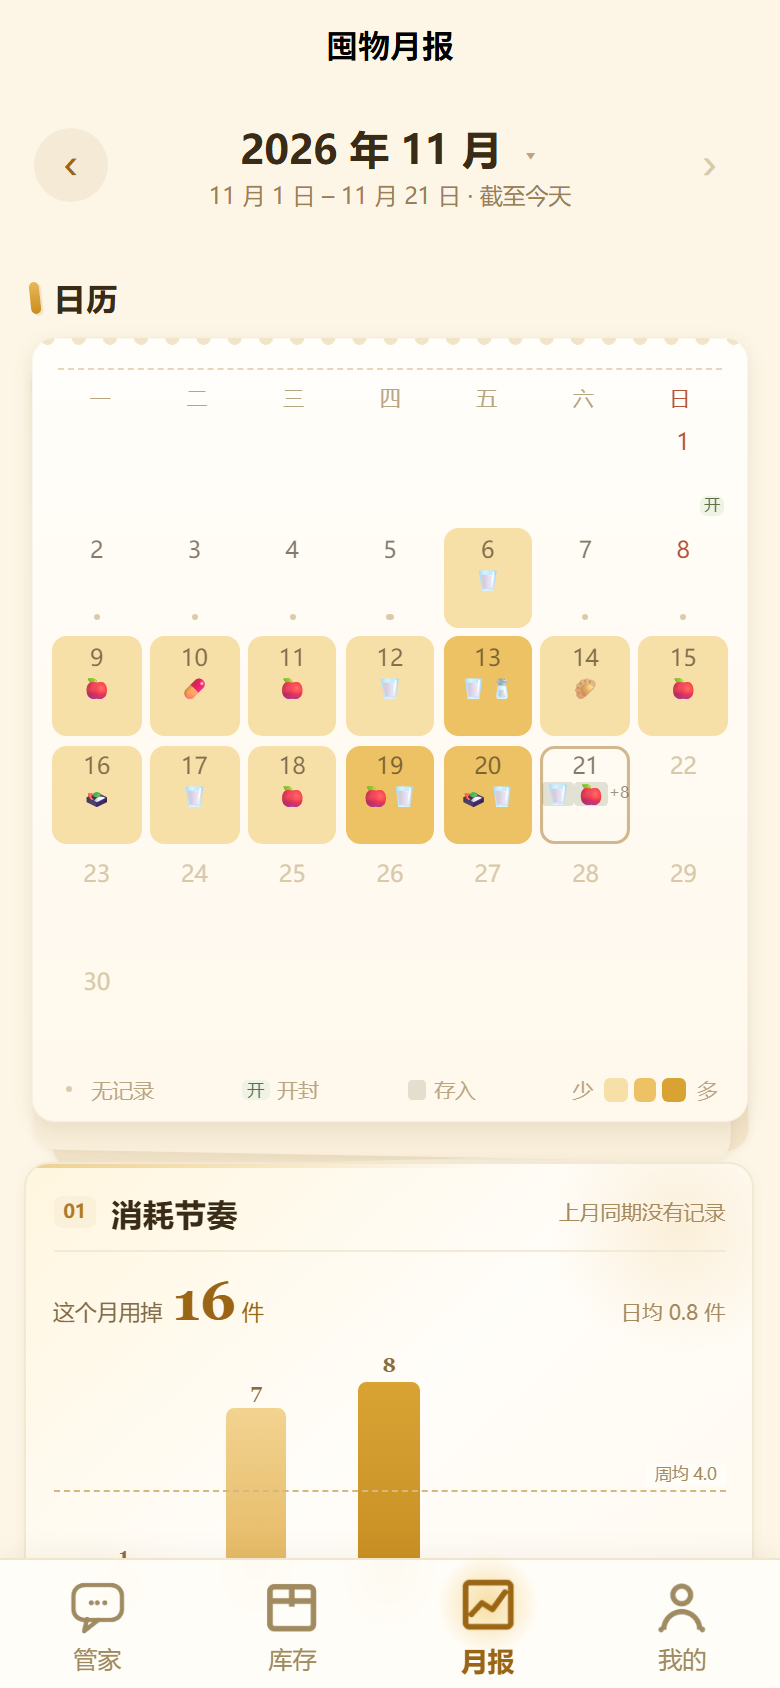 囤物月报
2026 年 11 月
11 月 1 日 – 11 月 21 日 · 截至今天
日历
一 二 三 四 五 六 日
1
开
2 3 4 5 6 7 8
9 10 11 12 13 14 15
16 17 18 19 20 21 22
+8
23 24 25 26 27 28 29
30
无记录 开 开封 存入 少 多
01 消耗节奏 上月同期没有记录
这个月用掉 16 件 日均 0.8 件
8
7
周均 4.0
1
管家 库存 月报 我的